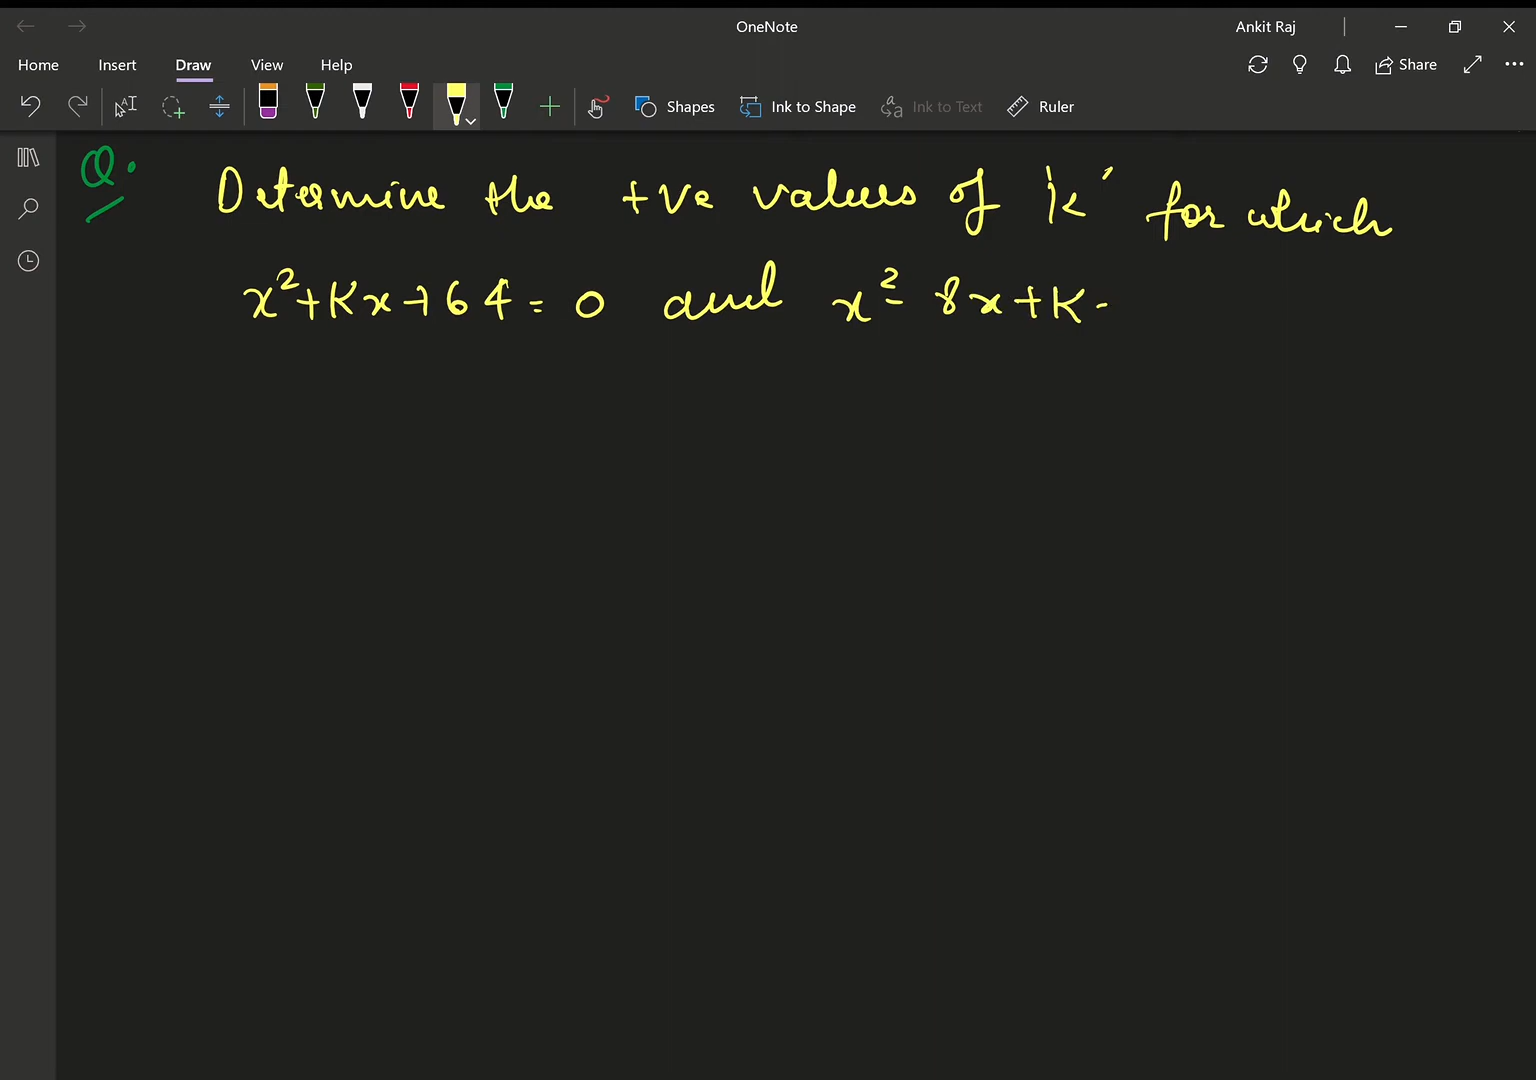 OneNote
Ankit Raj
Home Insert Draw View Help
Share
Shapes Ink to Shape Ink to Text Ruler
Q.
Determine the +ve values of 'k' for which
x²+Kx+64=0 and x²-8x+K-